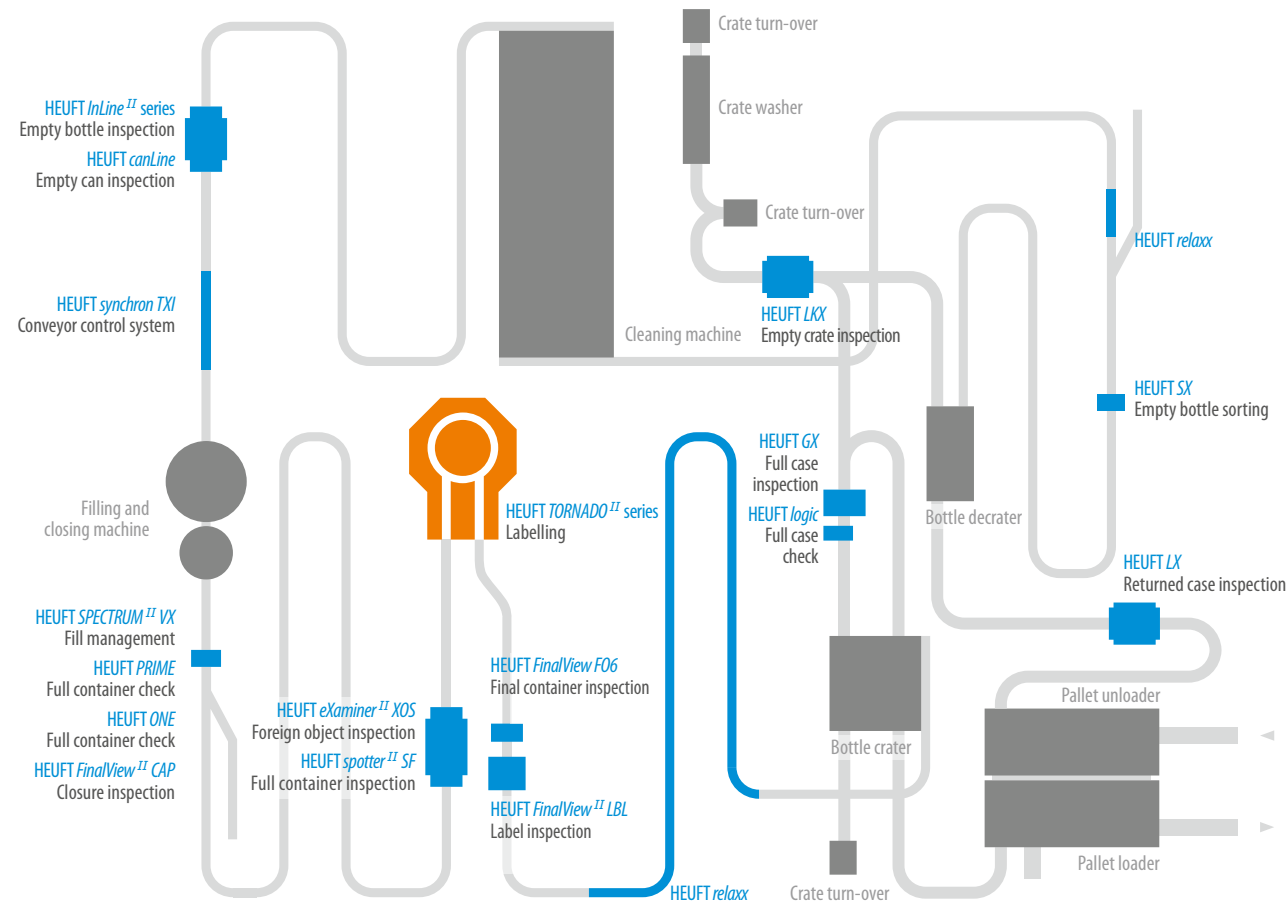 Crate turn-over
Crate washer
HEUFT InLine II series
Empty bottle inspection
HEUFT canLine
Empty can inspection
Crate turn-over
HEUFT relaxx
HEUFT synchron TXI
Conveyor control system
HEUFT LKX
Empty crate inspection
Cleaning machine
HEUFT SX
Empty bottle sorting
HEUFT GX
Full case
inspection
HEUFT logic
Full case
check
Filling and
closing machine
HEUFT TORNADO II series
Labelling
Bottle decrater
HEUFT LX
Returned case inspection
HEUFT SPECTRUM II VX
Fill management
HEUFT PRIME
Full container check
HEUFT ONE
Full container check
HEUFT FinalView II CAP
Closure inspection
HEUFT FinalView FO6
Final container inspection
HEUFT eXaminer II XOS
Foreign object inspection
HEUFT spotter II SF
Full container inspection
HEUFT FinalView II LBL
Label inspection
Pallet unloader
Bottle crater
Pallet loader
HEUFT relaxx
Crate turn-over